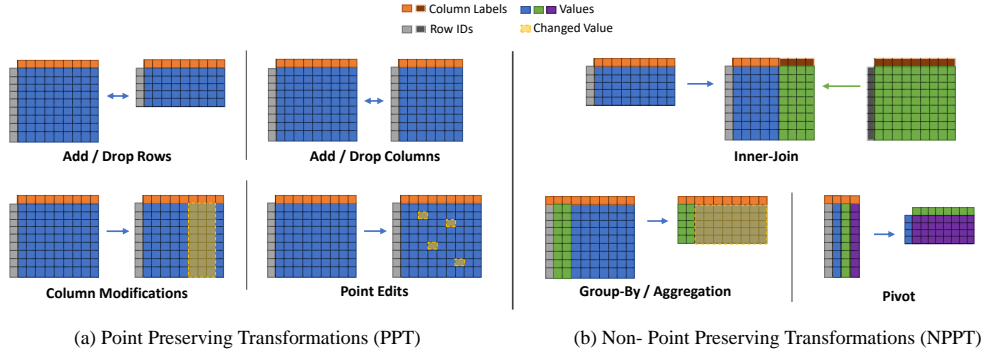 Column Labels
Values
Row IDs
Changed Value
Add / Drop Rows
Add / Drop Columns
Inner-Join
Column Modifications
Point Edits
Group-By / Aggregation
Pivot
(a) Point Preserving Transformations (PPT)
(b) Non- Point Preserving Transformations (NPPT)